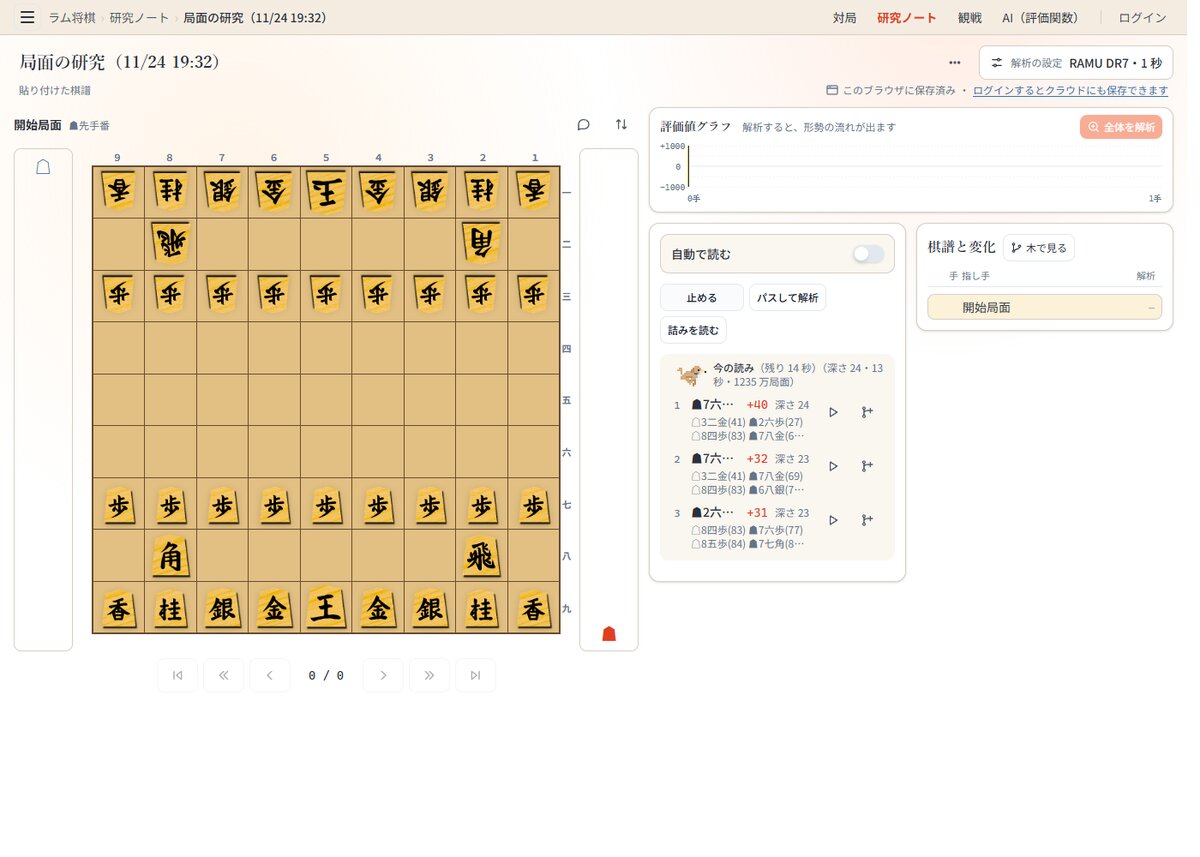 ラム将棋 › 研究ノート › 局面の研究（11/24 19:32） 対局 研究ノート 観戦 AI（評価関数） ログイン
局面の研究（11/24 19:32） ••• 解析の設定 RAMU DR7・1 秒
貼り付けた棋譜 このブラウザに保存済み ・ ログインするとクラウドにも保存できます
開始局面 ☗先手番
9 8 7 6 5 4 3 2 1
香 桂 銀 金 王 金 銀 桂 香 一
飛 角 二
歩 歩 歩 歩 歩 歩 歩 歩 歩 三
四
五
六
歩 歩 歩 歩 歩 歩 歩 歩 歩 七
角 飛 八
香 桂 銀 金 王 金 銀 桂 香 九
0 / 0
評価値グラフ 解析すると、形勢の流れが出ます 全体を解析
+1000
0
−1000
0手 1手
自動で読む
止める パスして解析
詰みを読む
今の読み（残り 14 秒）（深さ 24・13
秒・1235 万局面）
1 ☗7六… +40 深さ 24
☖3二金(41) ☗2六歩(27)
☖8四歩(83) ☗7八金(6…
2 ☗7六… +32 深さ 23
☖3二金(41) ☗7八金(69)
☖8四歩(83) ☗6八銀(7…
3 ☗2六… +31 深さ 23
☖8四歩(83) ☗7六歩(77)
☖8五歩(84) ☗7七角(8…
棋譜と変化 木で見る
手 指し手 解析
開始局面 –